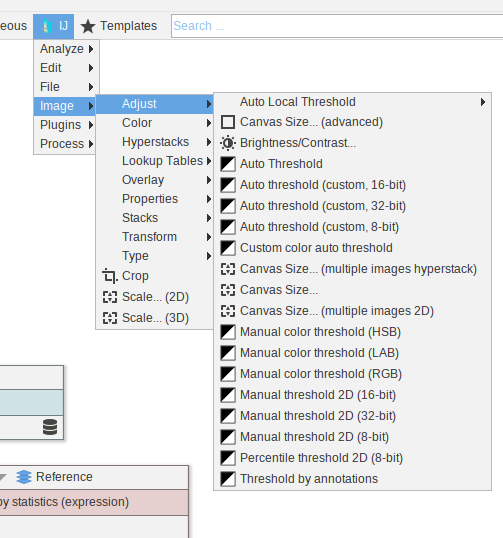 eous IJ Templates Search ...
Analyze
Edit
File
Image
Plugins
Process
Adjust
Color
Hyperstacks
Lookup Tables
Overlay
Properties
Stacks
Transform
Type
Crop
Scale... (2D)
Scale... (3D)
Auto Local Threshold
Canvas Size... (advanced)
Brightness/Contrast...
Auto Threshold
Auto threshold (custom, 16-bit)
Auto threshold (custom, 32-bit)
Auto threshold (custom, 8-bit)
Custom color auto threshold
Canvas Size... (multiple images hyperstack)
Canvas Size...
Canvas Size... (multiple images 2D)
Manual color threshold (HSB)
Manual color threshold (LAB)
Manual color threshold (RGB)
Manual threshold 2D (16-bit)
Manual threshold 2D (32-bit)
Manual threshold 2D (8-bit)
Percentile threshold 2D (8-bit)
Threshold by annotations
Reference
by statistics (expression)